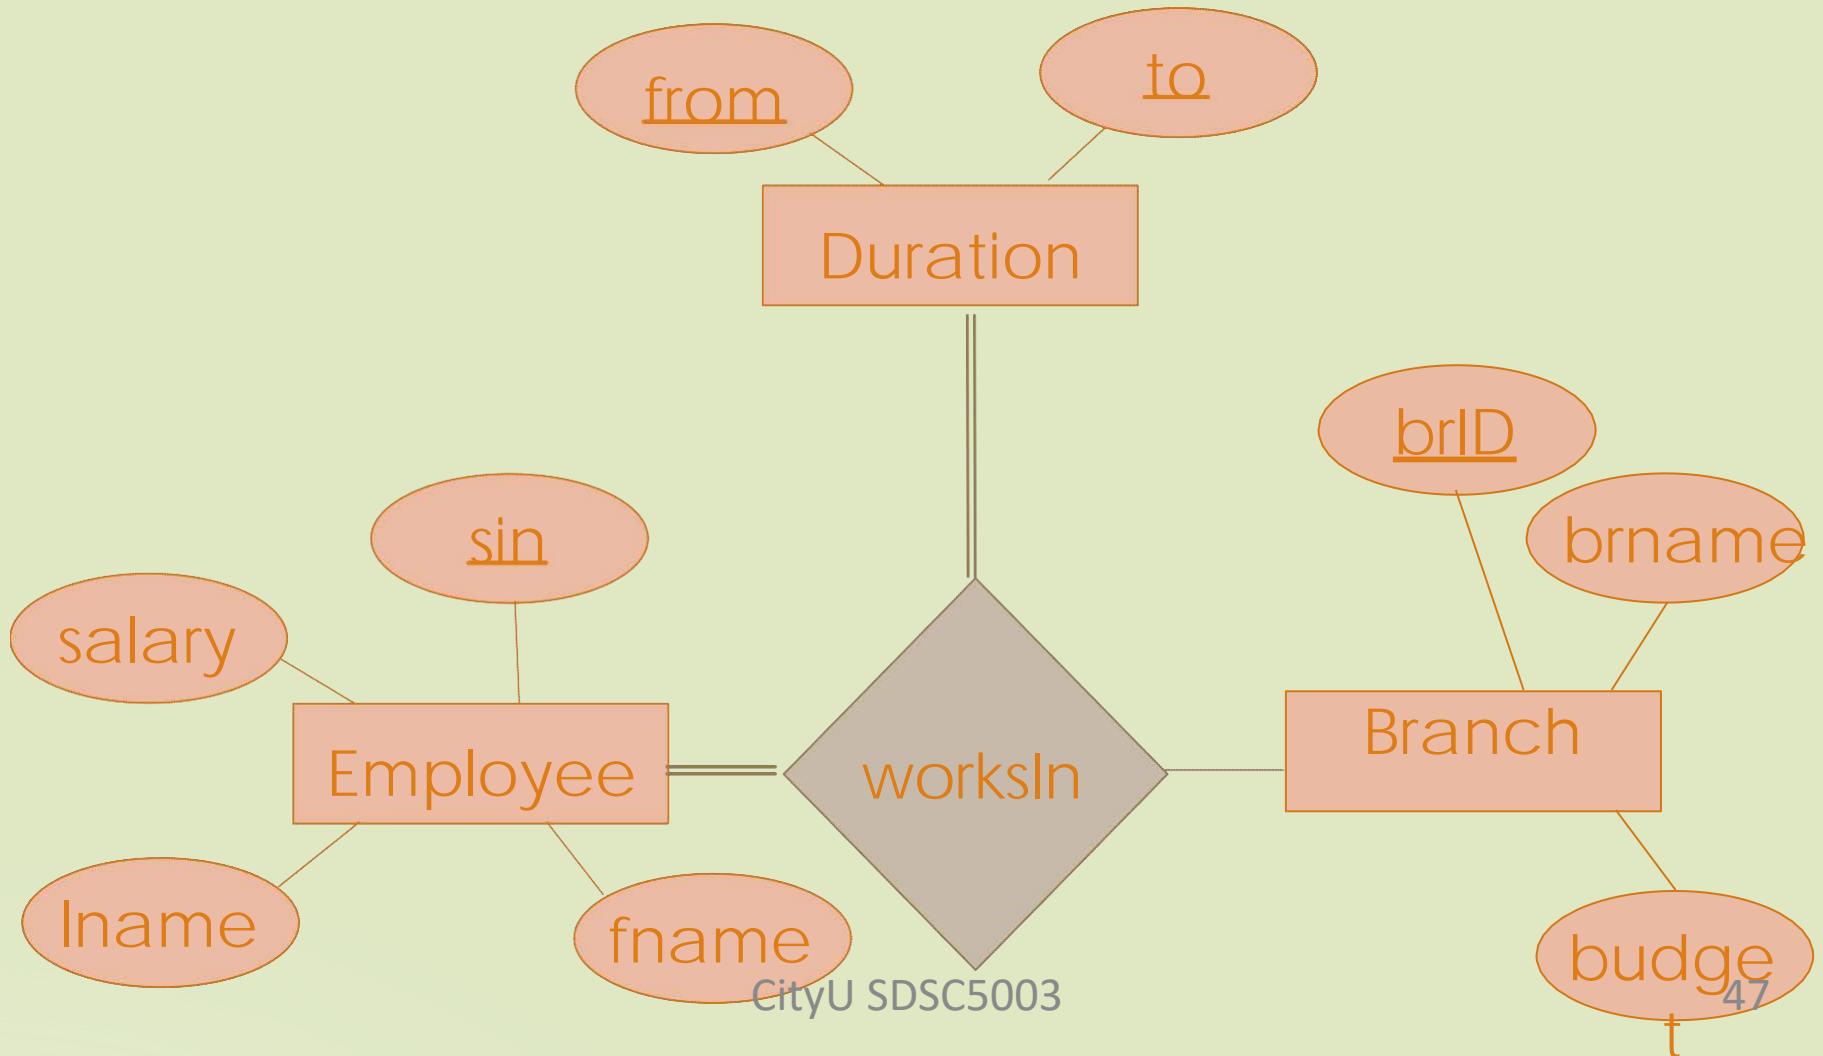 from
to
Duration
brID
brname
sin
salary
Employee
worksIn
Branch
lname
fname
budge
t
CityU SDSC5003
47